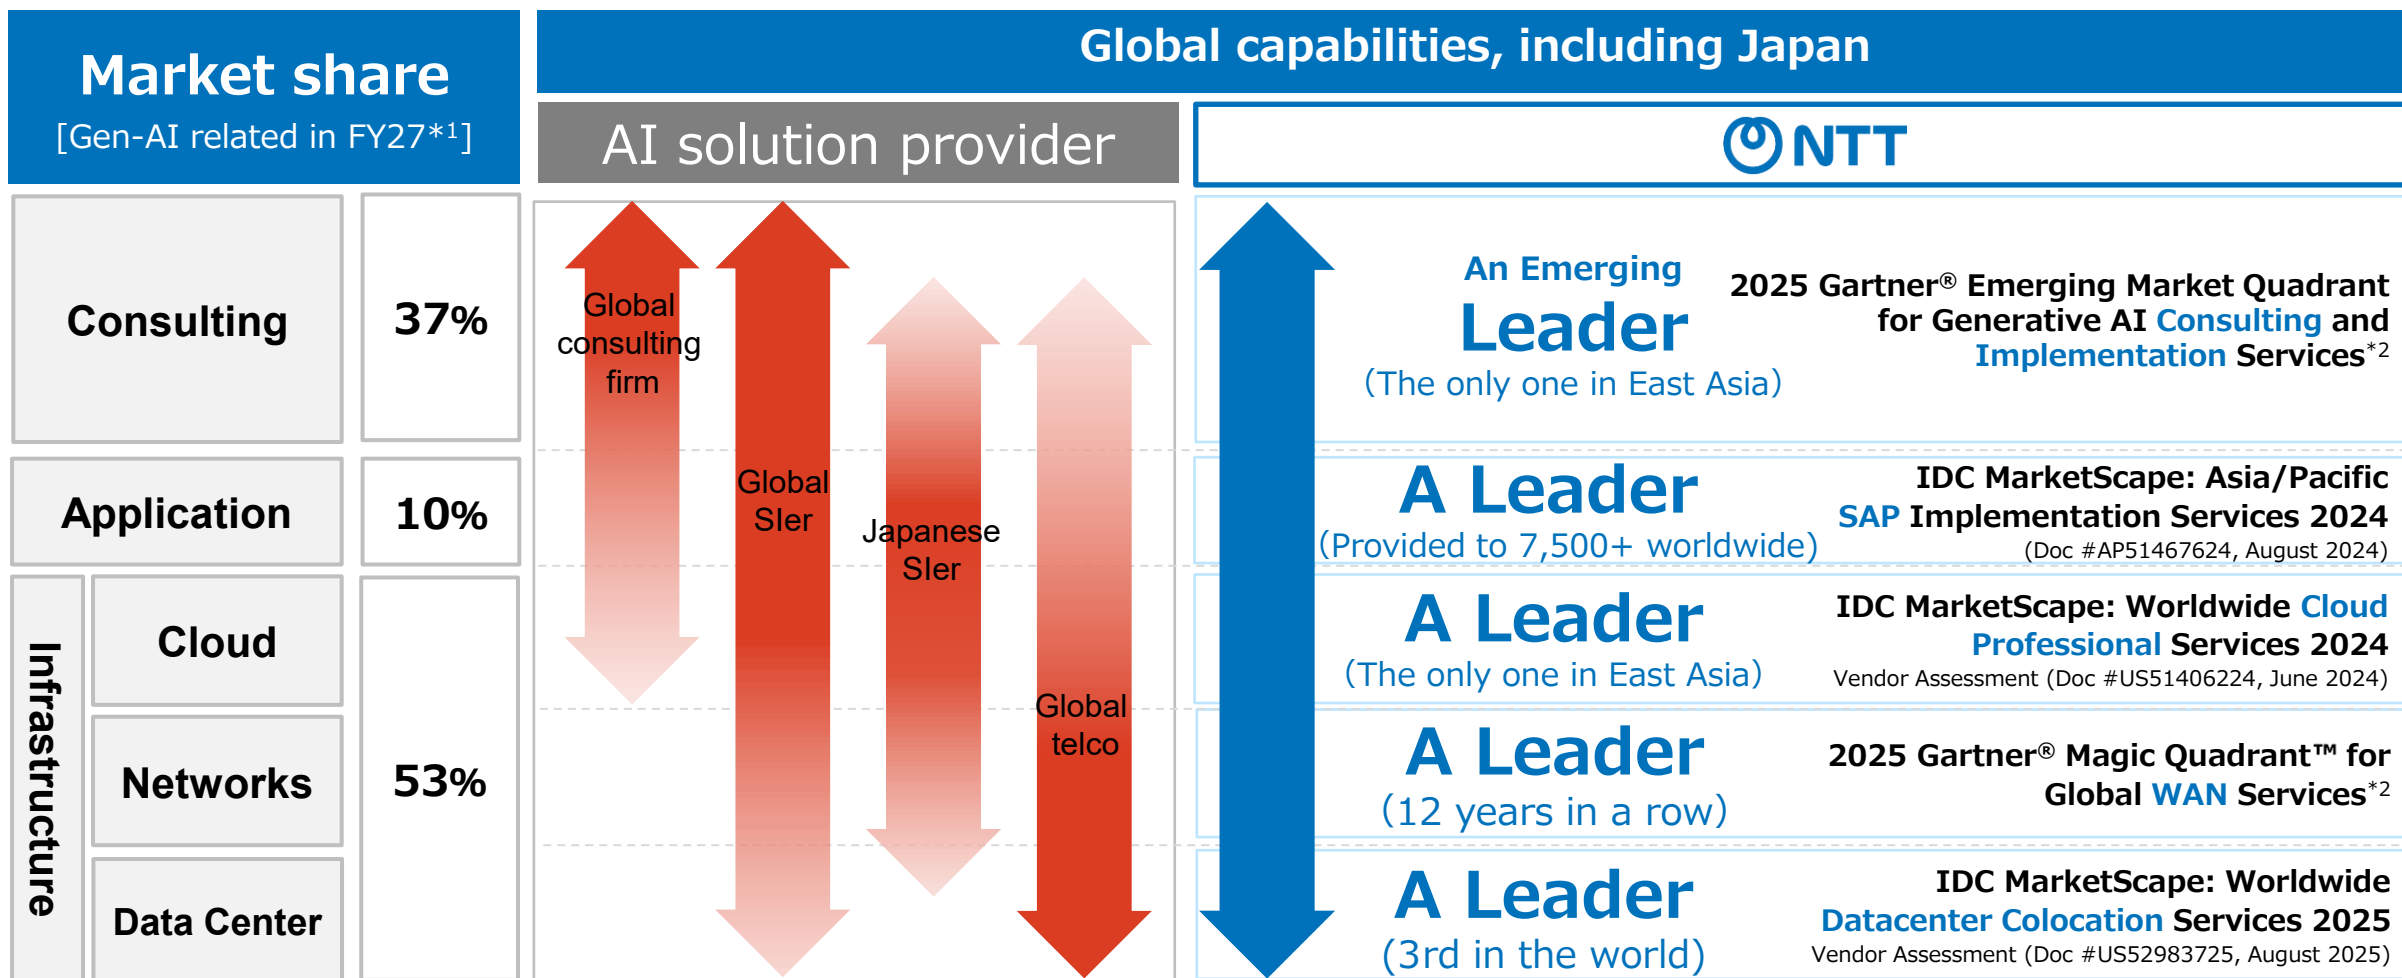 Market share
[Gen-AI related in FY27*1]
Global capabilities, including Japan
AI solution provider
NTT
Consulting
37%
Global
consulting
firm
An Emerging
Leader
(The only one in East Asia)
2025 Gartner® Emerging Market Quadrant
for Generative AI Consulting and
Implementation Services*2
Application
10%
Global
SIer
Japanese
SIer
A Leader
(Provided to 7,500+ worldwide)
IDC MarketScape: Asia/Pacific
SAP Implementation Services 2024
(Doc #AP51467624, August 2024)
Infrastructure
53%
Cloud
A Leader
(The only one in East Asia)
IDC MarketScape: Worldwide Cloud
Professional Services 2024
Vendor Assessment (Doc #US51406224, June 2024)
Networks
Global
telco
A Leader
(12 years in a row)
2025 Gartner® Magic Quadrant™ for
Global WAN Services*2
Data Center
A Leader
(3rd in the world)
IDC MarketScape: Worldwide
Datacenter Colocation Services 2025
Vendor Assessment (Doc #US52983725, August 2025)